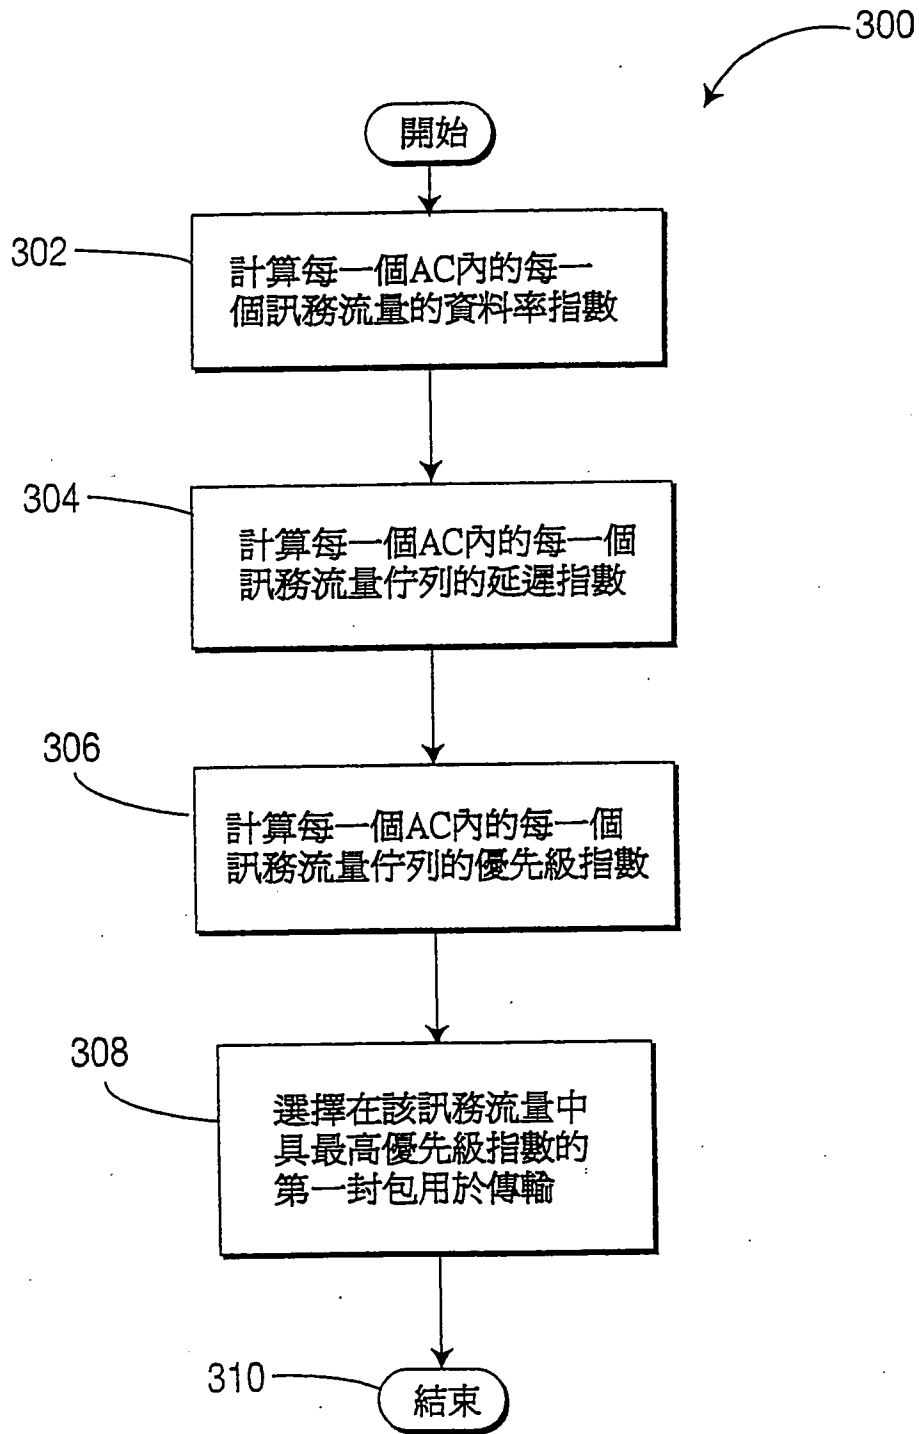 300
開始
302
計算每一個AC內的每一
個訊務流量的資料率指數
304
計算每一個AC內的每一個
訊務流量佇列的延遲指數
306
計算每一個AC內的每一個
訊務流量佇列的優先級指數
308
選擇在該訊務流量中
具最高優先級指數的
第一封包用於傳輸
310
結束